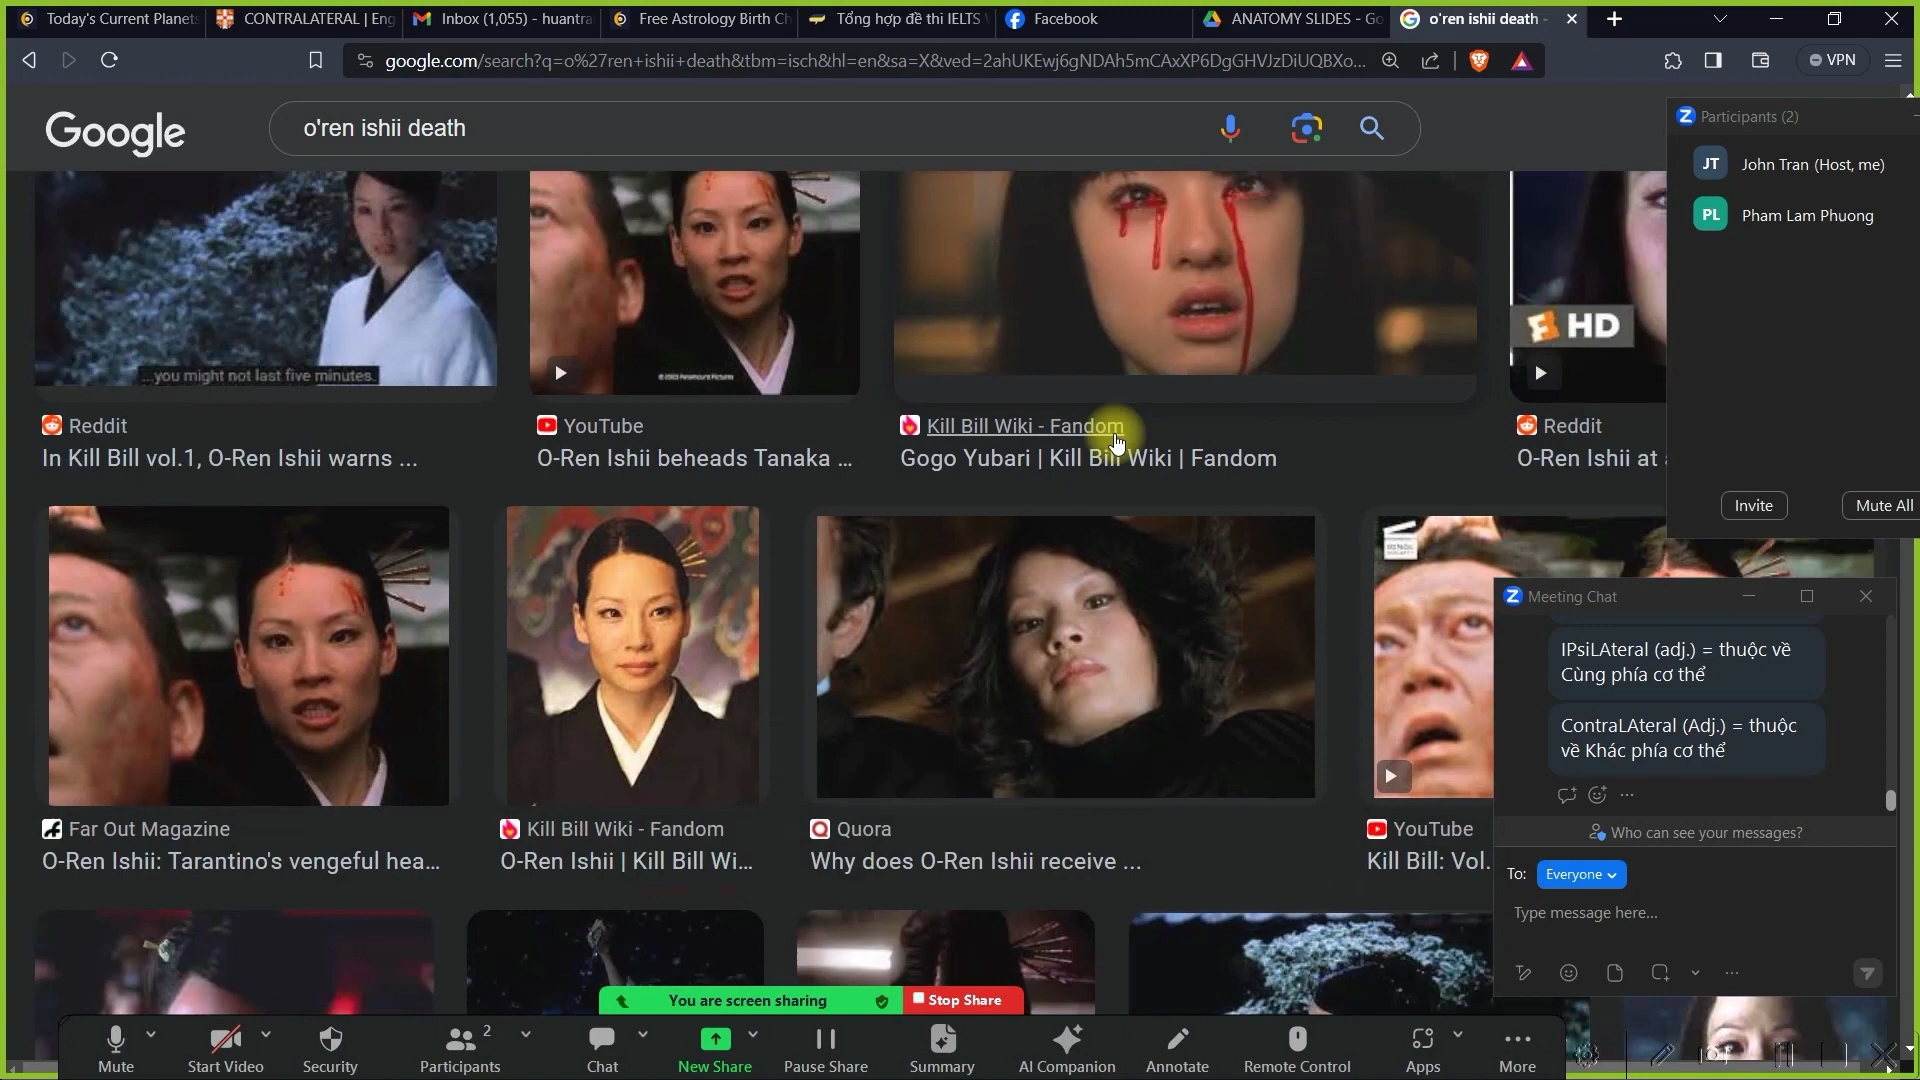 Today's Current Planets
CONTRALATERAL | Eng
Inbox (1,055) - huantra
Free Astrology Birth Ch
Tổng hợp đề thi IELTS
Facebook
ANATOMY SLIDES - Go
o'ren ishii death -
google.com/search?q=o%27ren+ishii+death&tbm=isch&hl=en&sa=X&ved=2ahUKEwj6gNDAh5mCAxXP6DgGHVJzDiUQBXo...
VPN
Google
o'ren ishii death
Participants (2)
JT
John Tran (Host, me)
PL
Pham Lam Phuong
Invite
Mute All
...you might not last five minutes.
©2003 Paramount Pictures
HD
Reddit
In Kill Bill vol.1, O-Ren Ishii warns ...
YouTube
O-Ren Ishii beheads Tanaka ...
Kill Bill Wiki - Fandom
Gogo Yubari | Kill Bill Wiki | Fandom
Reddit
O-Ren Ishii at
Far Out Magazine
O-Ren Ishii: Tarantino's vengeful hea...
Kill Bill Wiki - Fandom
O-Ren Ishii | Kill Bill Wi...
Quora
Why does O-Ren Ishii receive ...
YouTube
Kill Bill: Vol.
Meeting Chat
IPsiLAteral (adj.) = thuộc về
Cùng phía cơ thể
ContraLAteral (Adj.) = thuộc
về Khác phía cơ thể
Who can see your messages?
To:
Everyone
Type message here...
You are screen sharing
Stop Share
Mute
Start Video
Security
2
Participants
Chat
New Share
Pause Share
Summary
AI Companion
Annotate
Remote Control
Apps
More